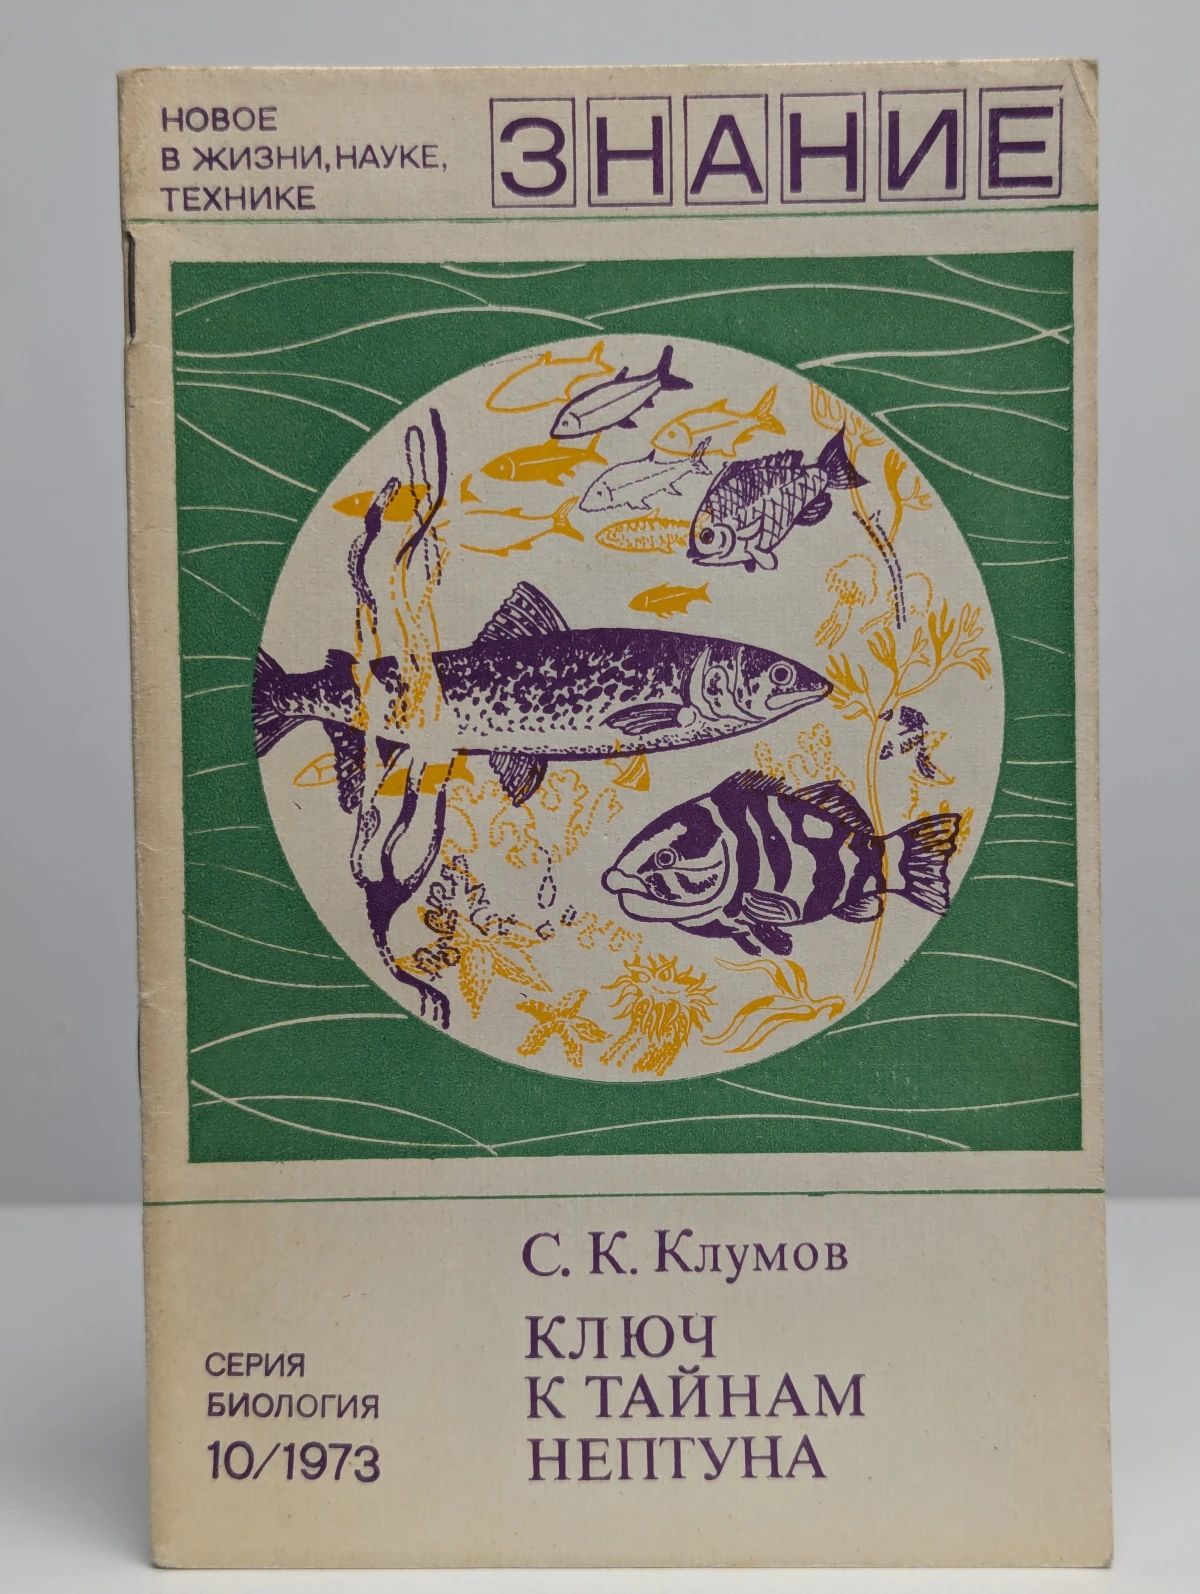 НОВОЕ
В ЖИЗНИ, НАУКЕ,
ТЕХНИКЕ
ЗНАНИЕ
С. К. Клумов
КЛЮЧ
К ТАЙНАМ
НЕПТУНА
СЕРИЯ
БИОЛОГИЯ
10/1973